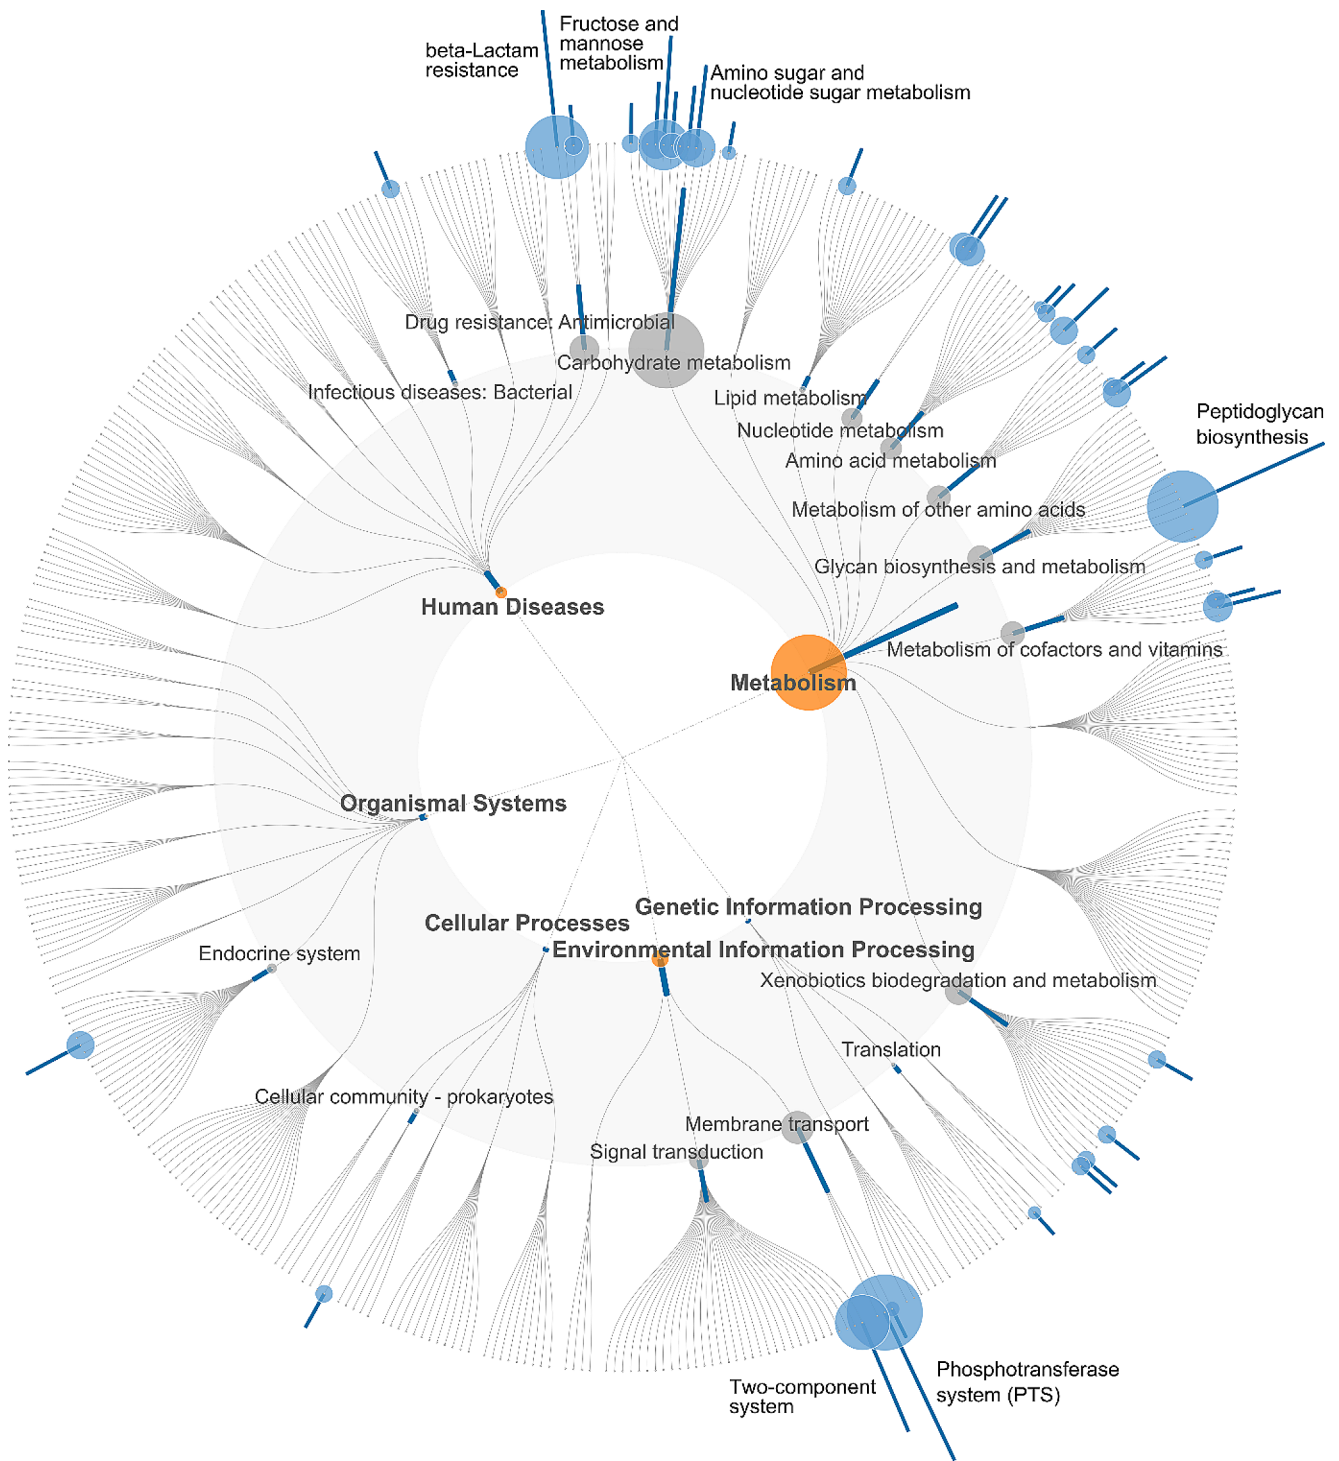 Fructose and
mannose
metabolism
beta-Lactam
resistance
Amino sugar and
nucleotide sugar metabolism
Drug resistance: Antimicrobial
Carbohydrate metabolism
Infectious diseases: Bacterial
Lipid metabolism
Nucleotide metabolism
Amino acid metabolism
Peptidoglycan
biosynthesis
Metabolism of other amino acids
Glycan biosynthesis and metabolism
Human Diseases
Metabolism of cofactors and vitamins
Metabolism
Organismal Systems
Genetic Information Processing
Cellular Processes
Environmental Information Processing
Endocrine system
Xenobiotics biodegradation and metabolism
Translation
Cellular community - prokaryotes
Membrane transport
Signal transduction
Phosphotransferase
system (PTS)
Two-component
system